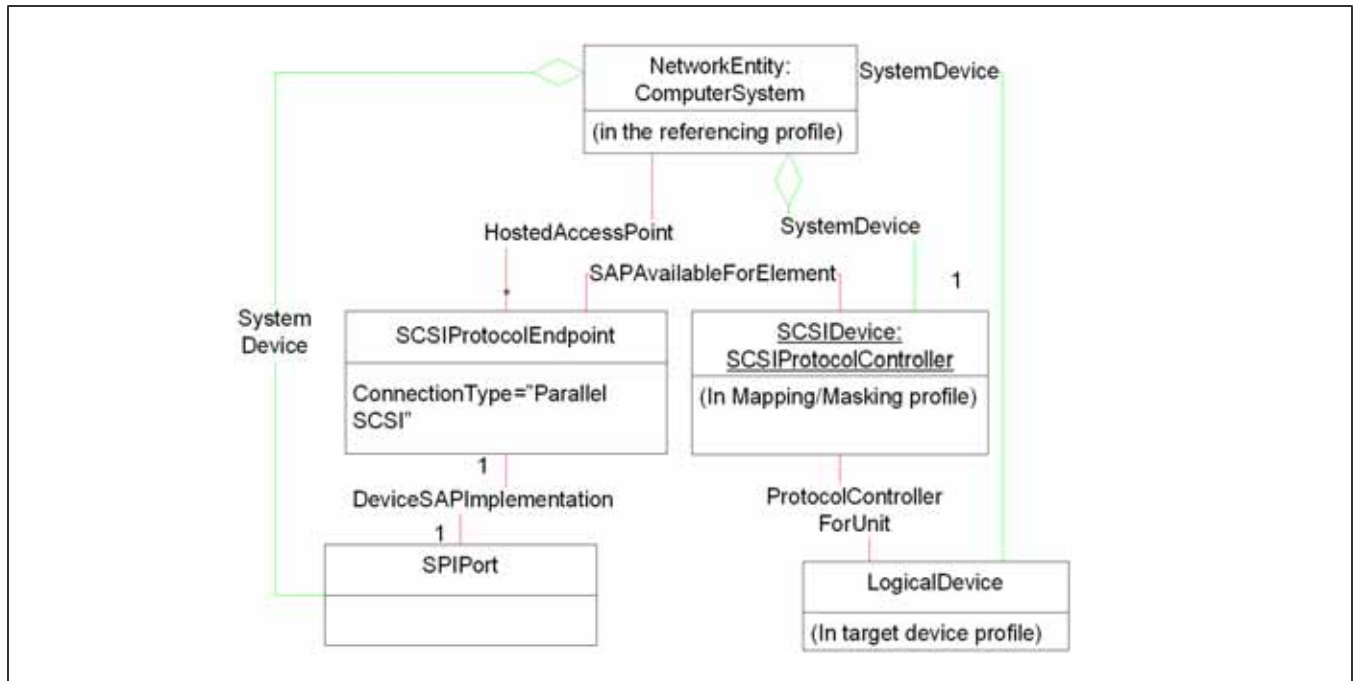 NetworkEntity:
ComputerSystem
(in the referencing profile)
SystemDevice
HostedAccessPoint
SystemDevice
SAPAvailableForElement
1
*
System
Device
SCSIProtocolEndpoint
ConnectionType="Parallel
SCSI"
SCSIDevice:
SCSIProtocolController
(In Mapping/Masking profile)
1
DeviceSAPImplementation
1
ProtocolController
ForUnit
SPIPort
LogicalDevice
(In target device profile)